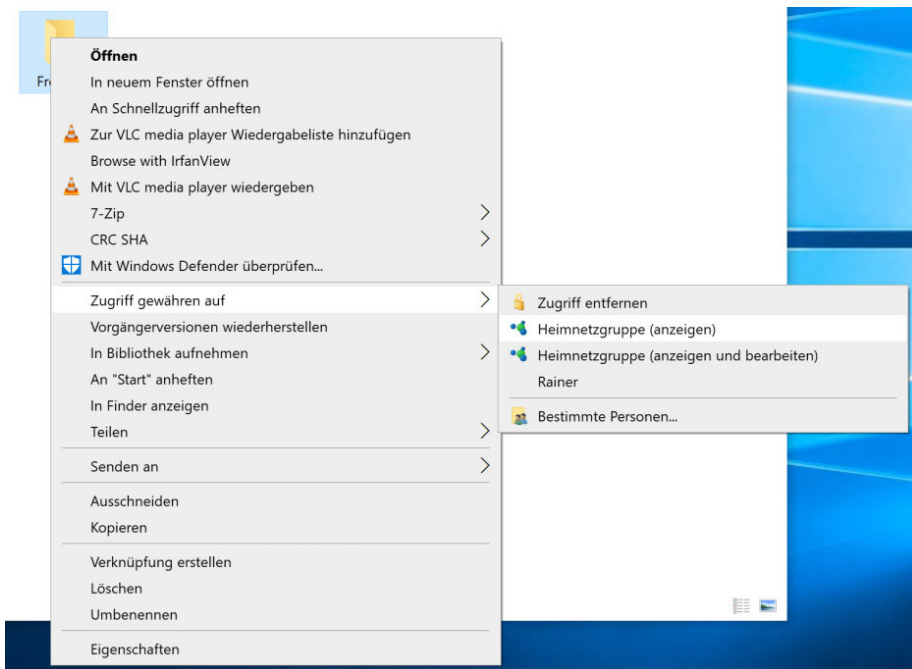 Öffnen
In neuem Fenster öffnen
An Schnellzugriff anheften
Zur VLC media player Wiedergabeliste hinzufügen
Browse with IrfanView
Mit VLC media player wiedergeben
7-Zip
CRC SHA
Mit Windows Defender überprüfen...
Zugriff gewähren auf
Vorgängerversionen wiederherstellen
In Bibliothek aufnehmen
An "Start" anheften
In Finder anzeigen
Teilen
Senden an
Ausschneiden
Kopieren
Verknüpfung erstellen
Löschen
Umbenennen
Eigenschaften
Zugriff entfernen
Heimnetzgruppe (anzeigen)
Heimnetzgruppe (anzeigen und bearbeiten)
Rainer
Bestimmte Personen...